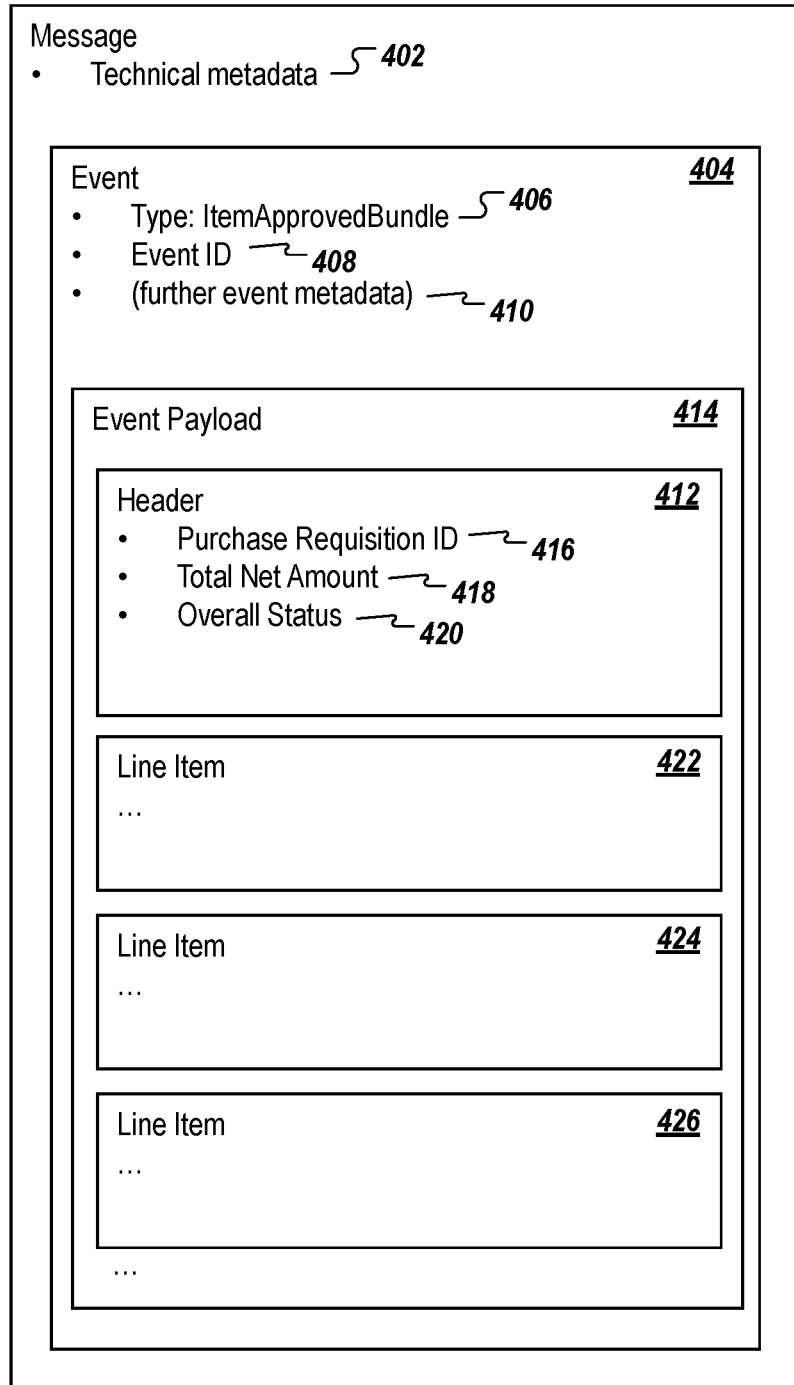 Message
• Technical metadata 402
Event 404
• Type: ItemApprovedBundle 406
• Event ID 408
• (further event metadata) 410
Event Payload 414
Header 412
• Purchase Requisition ID 416
• Total Net Amount 418
• Overall Status 420
Line Item 422
...
Line Item 424
...
Line Item 426
...
...